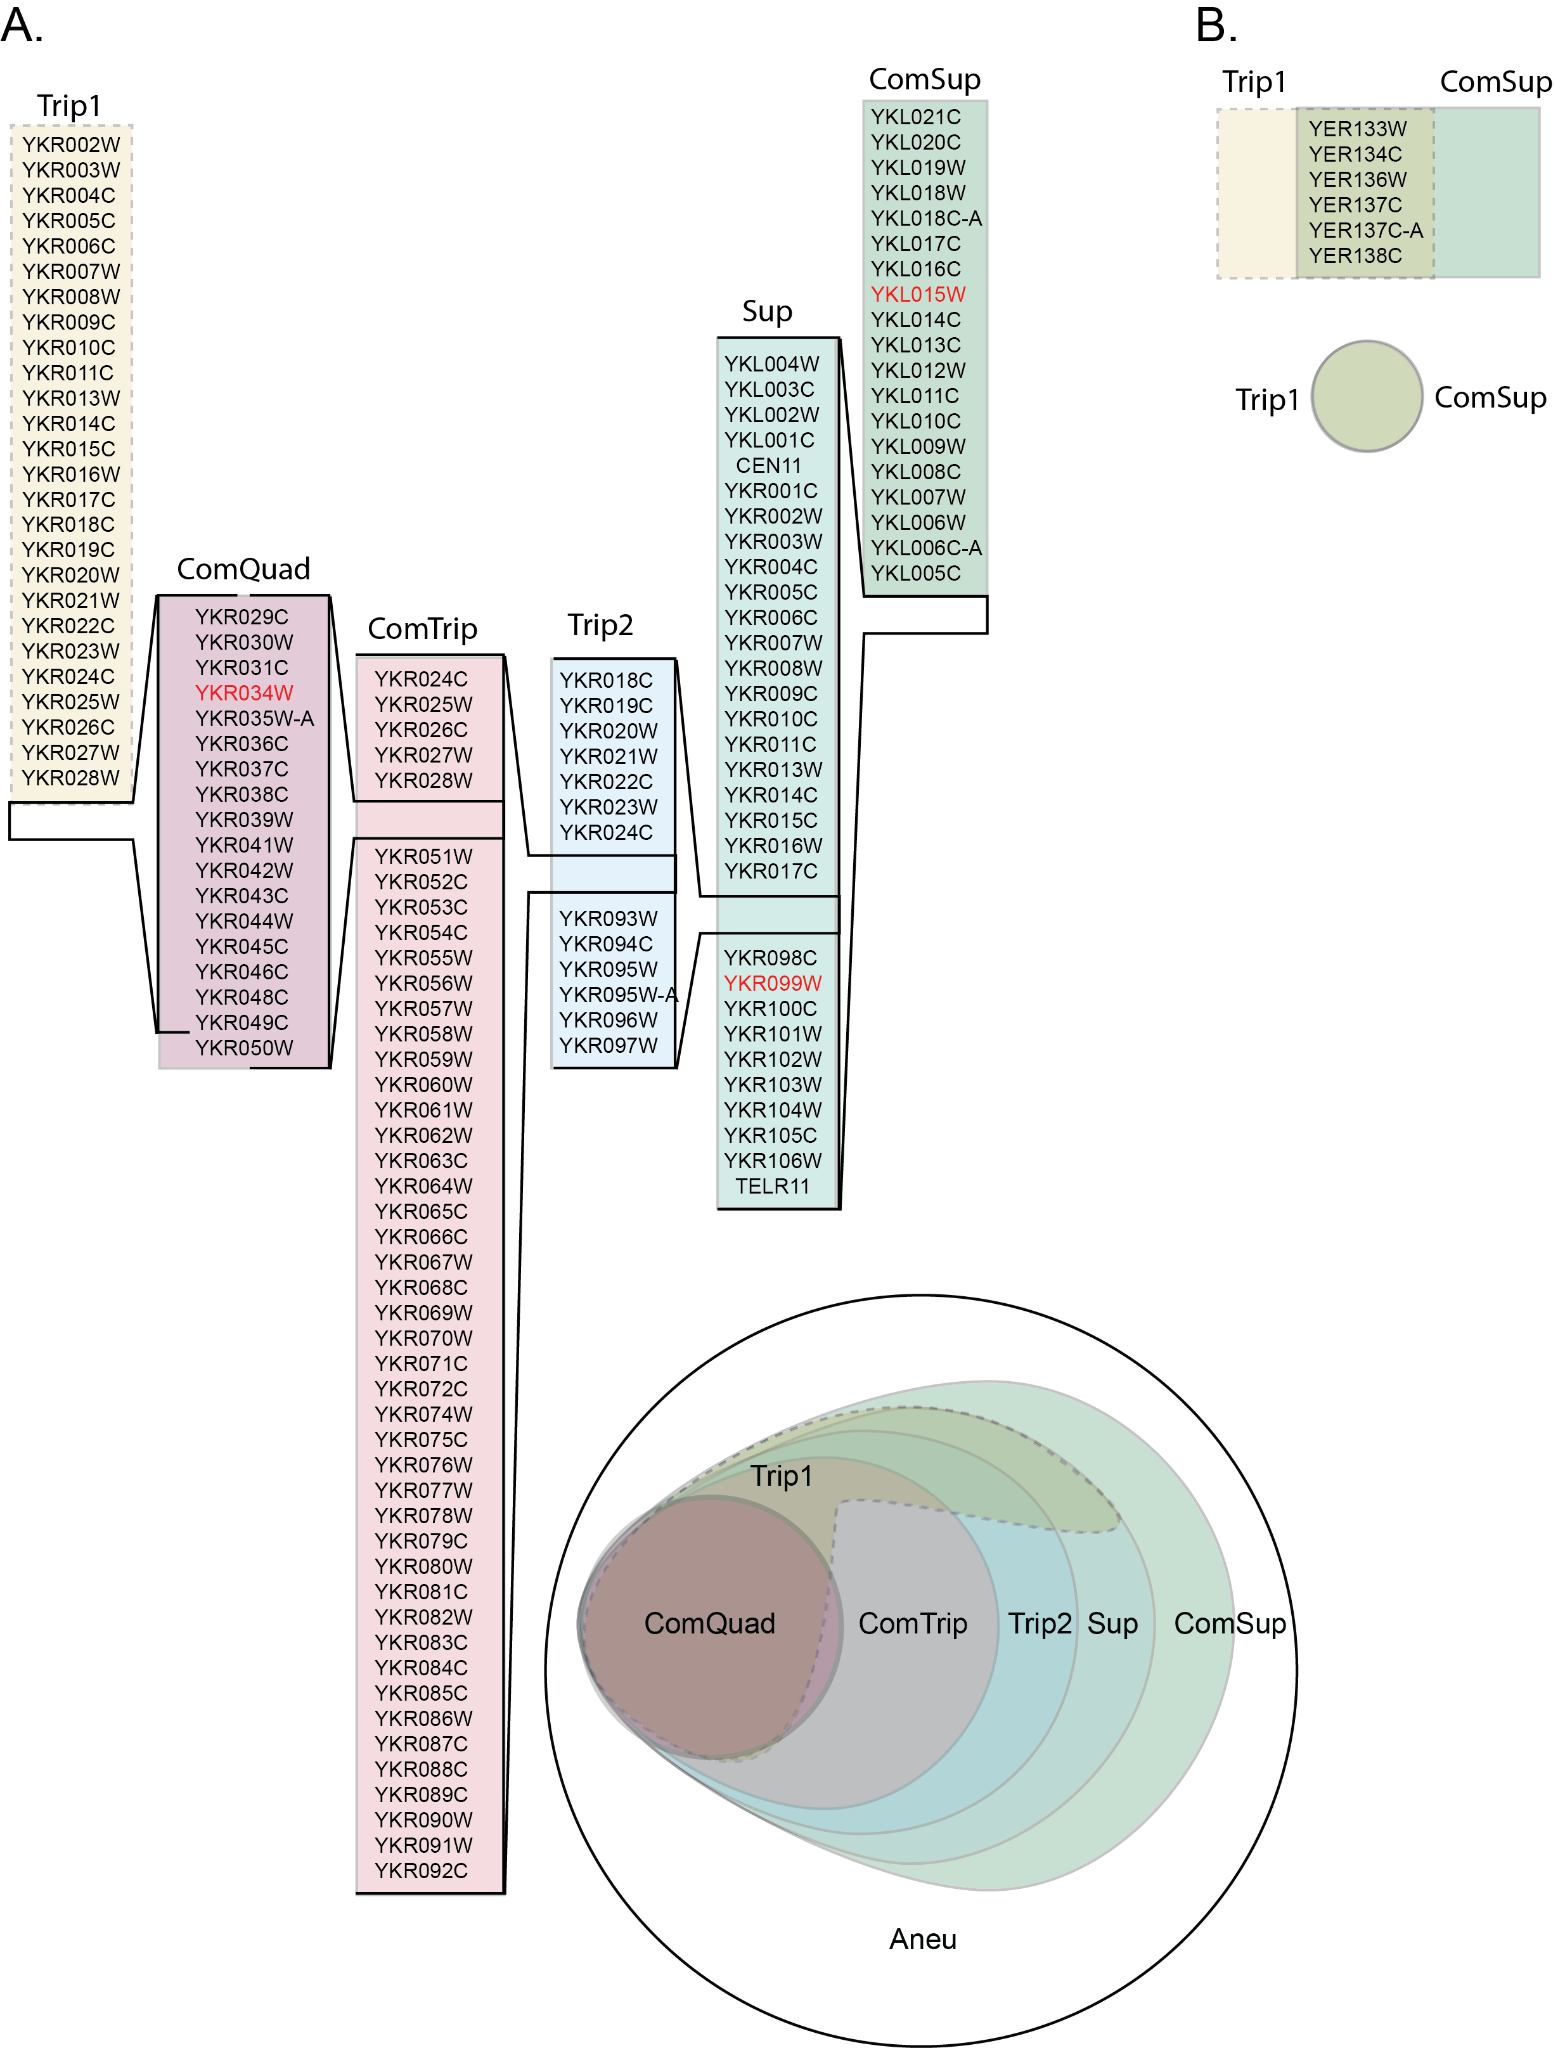 A.
Trip1
YKR002W
YKR003W
YKR004C
YKR005C
YKR006C
YKR007W
YKR008W
YKR009C
YKR010C
YKR011C
YKR013W
YKR014C
YKR015C
YKR016W
YKR017C
YKR018C
YKR019C
YKR020W
YKR021W
YKR022C
YKR023W
YKR024C
YKR025W
YKR026C
YKR027W
YKR028W
ComQuad
YKR029C
YKR030W
YKR031C
YKR034W
YKR035W-A
YKR036C
YKR037C
YKR038C
YKR039W
YKR041W
YKR042W
YKR043C
YKR044W
YKR045C
YKR046C
YKR048C
YKR049C
YKR050W
ComTrip
YKR024C
YKR025W
YKR026C
YKR027W
YKR028W
YKR051W
YKR052C
YKR053C
YKR054C
YKR055W
YKR056W
YKR057W
YKR058W
YKR059W
YKR060W
YKR061W
YKR062W
YKR063C
YKR064W
YKR065C
YKR066C
YKR067W
YKR068C
YKR069W
YKR070W
YKR071C
YKR072C
YKR074W
YKR075C
YKR076W
YKR077W
YKR078W
YKR079C
YKR080W
YKR081C
YKR082W
YKR083C
YKR084C
YKR085C
YKR086W
YKR087C
YKR088C
YKR089C
YKR090W
YKR091W
YKR092C
Trip2
YKR018C
YKR019C
YKR020W
YKR021W
YKR022C
YKR023W
YKR024C
YKR093W
YKR094C
YKR095W
YKR095W-A
YKR096W
YKR097W
Sup
YKL004W
YKL003C
YKL002W
YKL001C
CEN11
YKR001C
YKR002W
YKR003W
YKR004C
YKR005C
YKR006C
YKR007W
YKR008W
YKR009C
YKR010C
YKR011C
YKR013W
YKR014C
YKR015C
YKR016W
YKR017C
YKR098C
YKR099W
YKR100C
YKR101W
YKR102W
YKR103W
YKR104W
YKR105C
YKR106W
TELR11
ComSup
YKL021C
YKL020C
YKL019W
YKL018W
YKL018C-A
YKL017C
YKL016C
YKL015W
YKL014C
YKL013C
YKL012W
YKL011C
YKL010C
YKL009W
YKL008C
YKL007W
YKL006W
YKL006C-A
YKL005C
Trip1
ComQuad
ComTrip
Trip2
Sup
ComSup
Aneu
B.
Trip1
ComSup
YER133W
YER134C
YER136W
YER137C
YER137C-A
YER138C
Trip1
ComSup